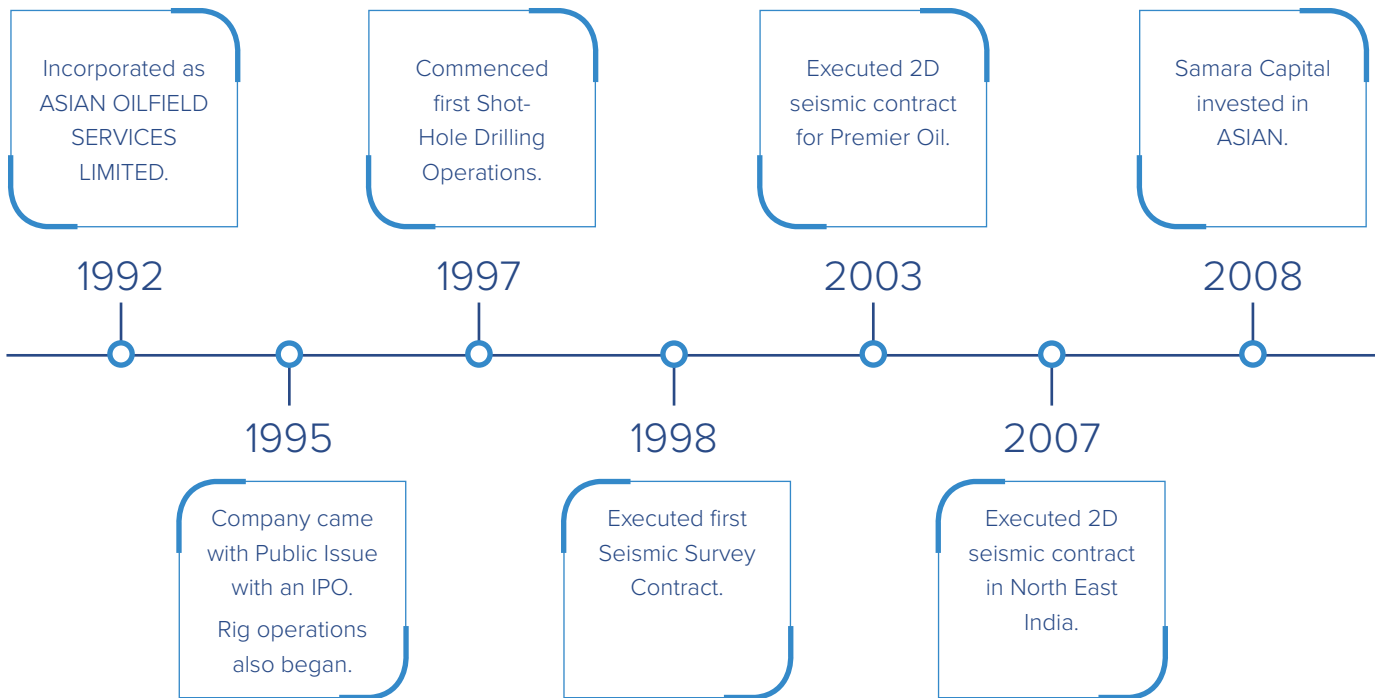 Incorporated as
ASIAN OILFIELD
SERVICES
LIMITED.
1992
Company came
with Public Issue
with an IPO.
Rig operations
also began.
1995
Commenced
first Shot-
Hole Drilling
Operations.
1997
Executed first
Seismic Survey
Contract.
1998
Executed 2D
seismic contract
for Premier Oil.
2003
Executed 2D
seismic contract
in North East
India.
2007
Samara Capital
invested in
ASIAN.
2008